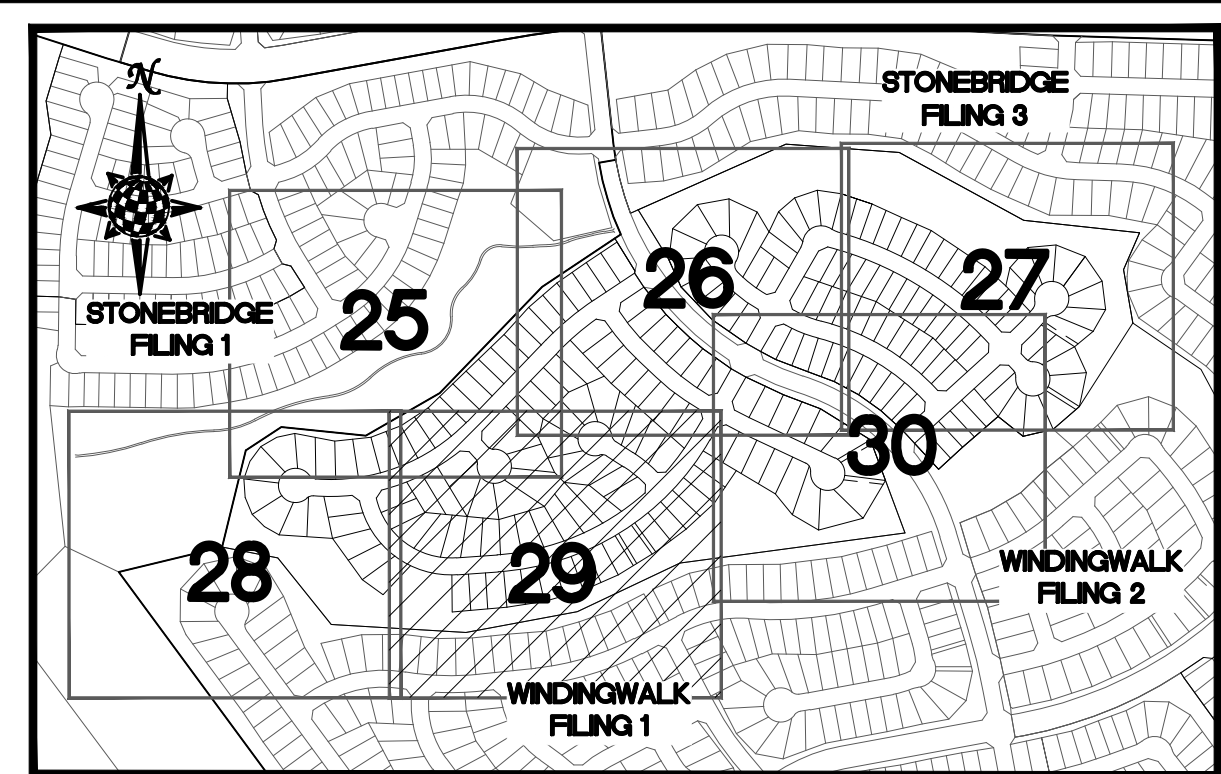 N
STONEBRIDGE
FILING 3
26
27
25
STONEBRIDGE
FILING 1
30
28
29
WINDINGWALK
FILING 2
WINDINGWALK
FILING 1